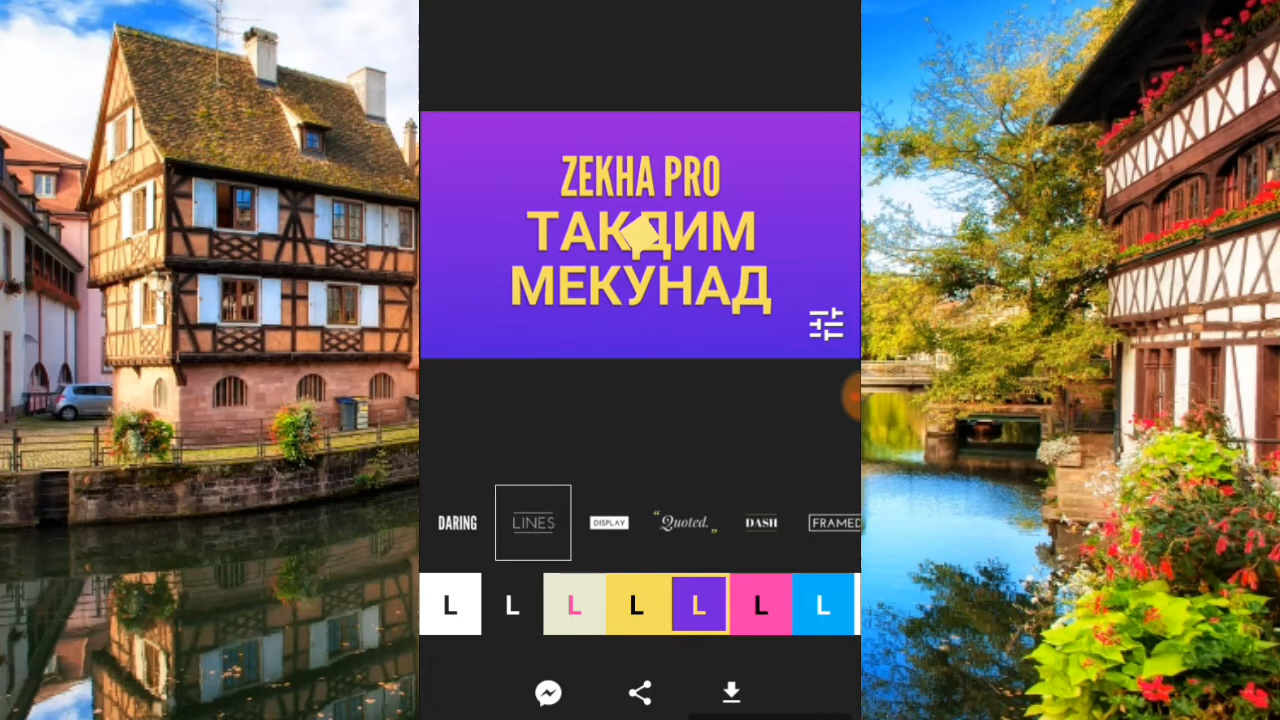 ZEKHA PRO
ТАКДИМ
МЕКУНАД
DARING
LINES
DISPLAY
“Quoted.„
DASH
FRAMED
L L L L L L L